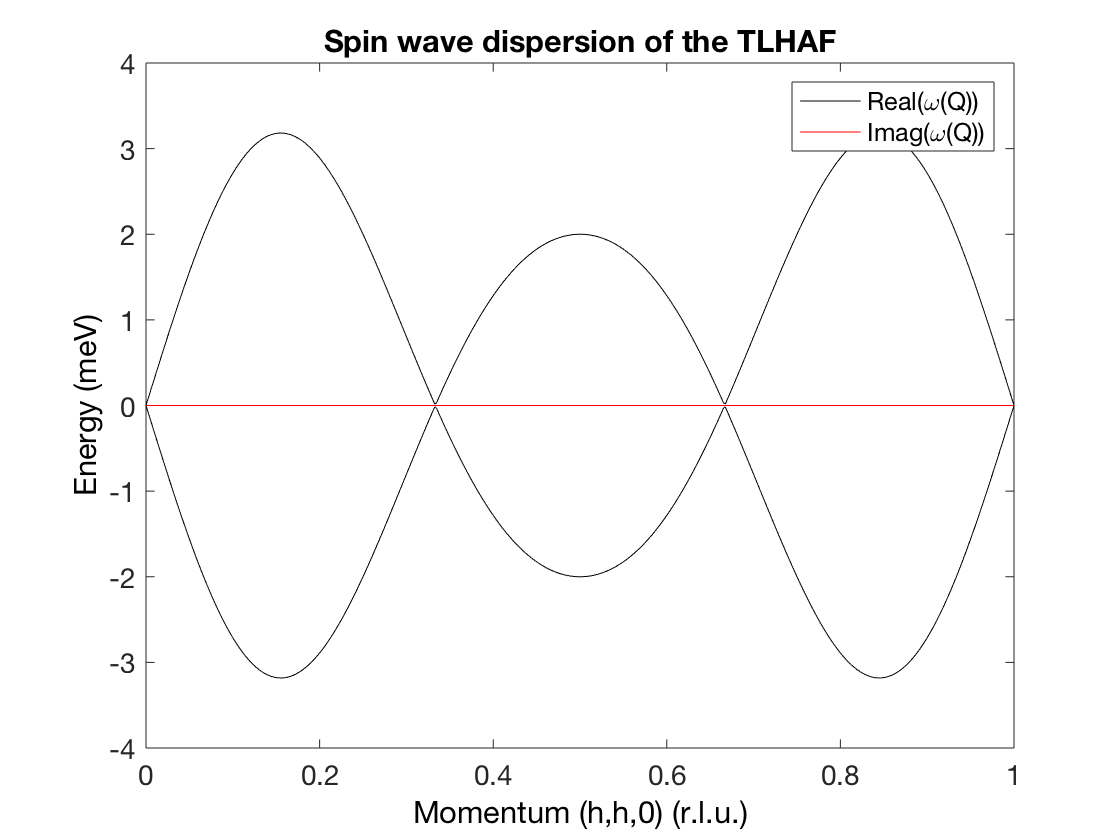 Spin wave dispersion of the TLHAF
Real(ω(Q))
Imag(ω(Q))
4
3
2
1
0
-1
-2
-3
-4
Energy (meV)
0 0.2 0.4 0.6 0.8 1
Momentum (h,h,0) (r.l.u.)